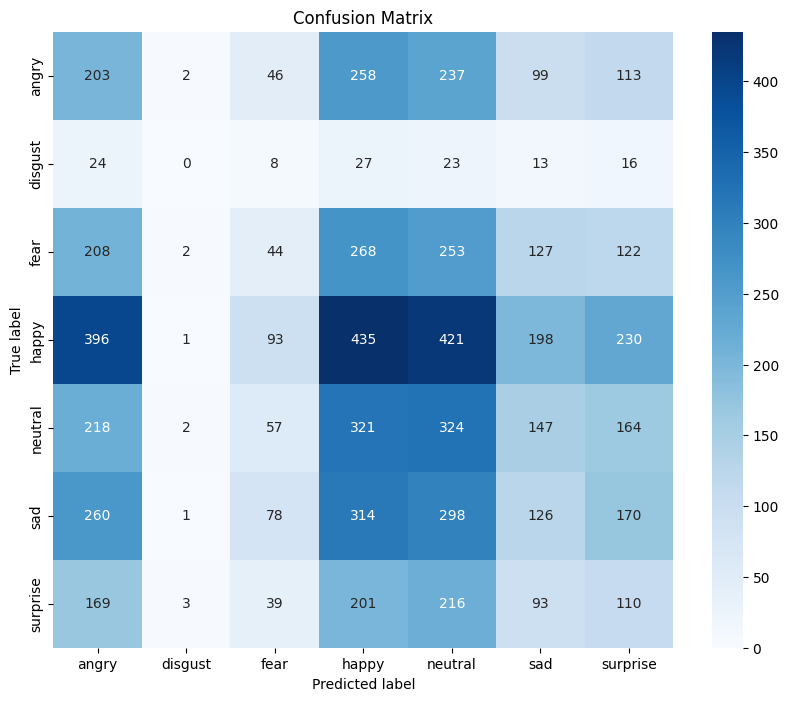 Confusion Matrix
angry 203 2 46 258 237 99 113
disgust 24 0 8 27 23 13 16
fear 208 2 44 268 253 127 122
happy 396 1 93 435 421 198 230
neutral 218 2 57 321 324 147 164
sad 260 1 78 314 298 126 170
surprise 169 3 39 201 216 93 110
angry disgust fear happy neutral sad surprise
True label
Predicted label
400
350
300
250
200
150
100
50
0